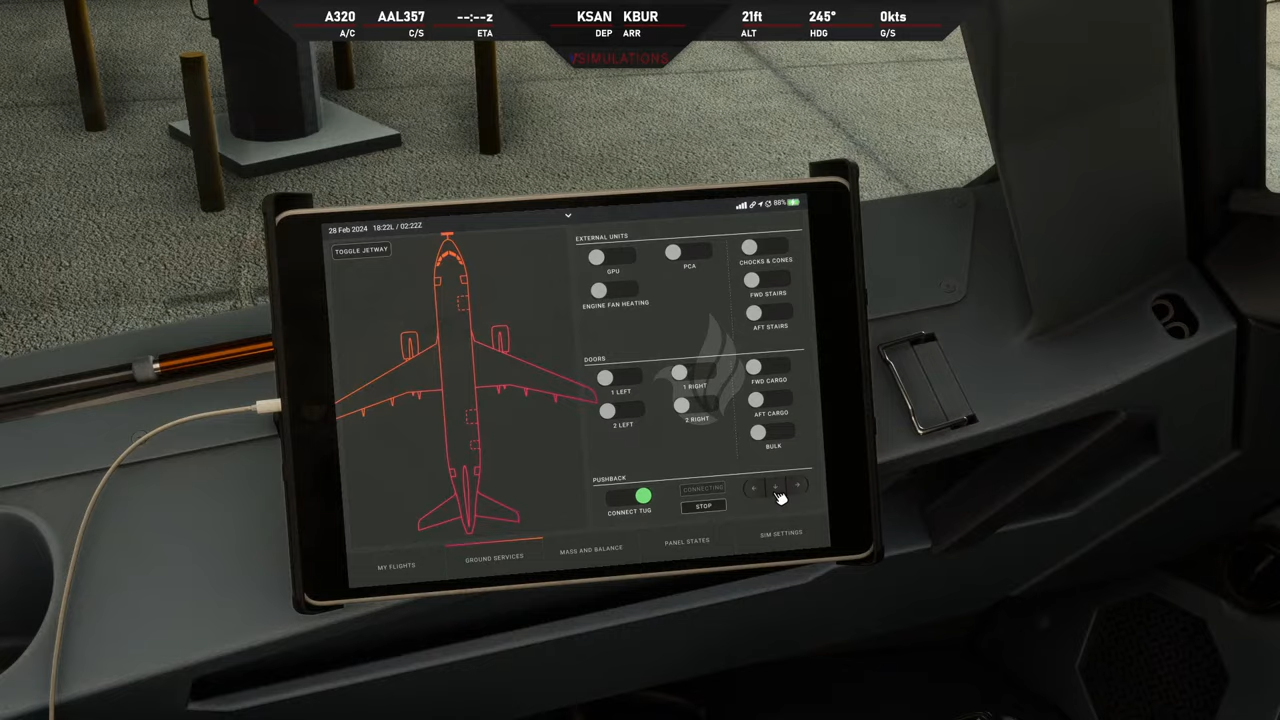 A320 AAL357 --:--z KSAN KBUR 21ft 245° 0kts
A/C C/S ETA DEP ARR ALT HDG G/S
/SIMULATIONS
28 Feb 2024 18:22L / 02:22Z 88%
TOGGLE JETWAY
EXTERNAL UNITS
GPU
PCA
CHOCKS & CONES
ENGINE FAN HEATING
FWD STAIRS
AFT STAIRS
DOORS
1 LEFT
1 RIGHT
FWD CARGO
2 LEFT
2 RIGHT
AFT CARGO
BULK
PUSHBACK
CONNECT TUG
CONNECTING
STOP
MY FLIGHTS
GROUND SERVICES
MASS AND BALANCE
PANEL STATES
SIM SETTINGS